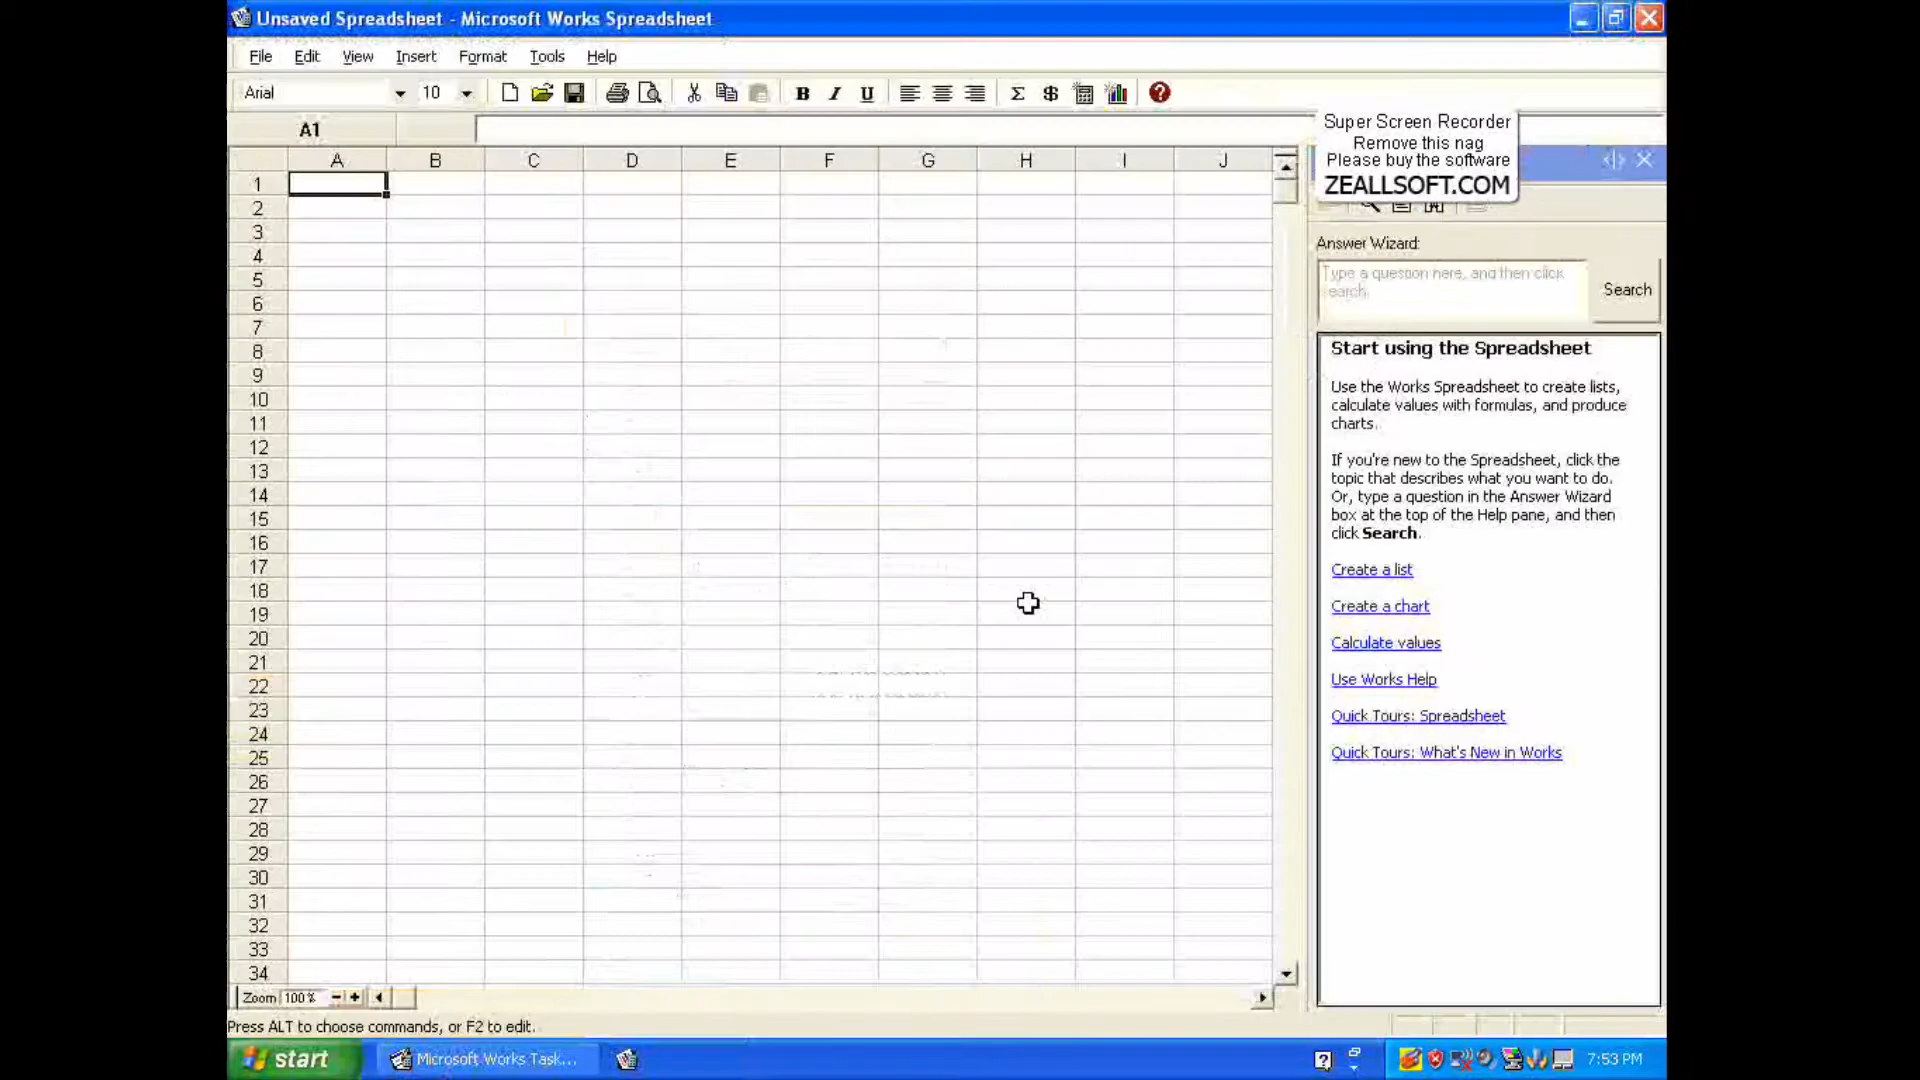 Unsaved Spreadsheet - Microsoft Works Spreadsheet
File Edit View Insert Format Tools Help
Arial 10 B I U Σ $ ?
A1
Super Screen Recorder
Remove this nag
Please buy the software
ZEALLSOFT.COM
A B C D E F G H I J
1
2
3
4
5
6
7
8
9
10
11
12
13
14
15
16
17
18
19
20
21
22
23
24
25
26
27
28
29
30
31
32
33
34
Answer Wizard:
Type a question here, and then click
Search
Start using the Spreadsheet
Use the Works Spreadsheet to create lists,
calculate values with formulas, and produce
charts.
If you're new to the Spreadsheet, click the
topic that describes what you want to do.
Or, type a question in the Answer Wizard
box at the top of the Help pane, and then
click Search.
Create a list
Create a chart
Calculate values
Use Works Help
Quick Tours: Spreadsheet
Quick Tours: What's New in Works
Zoom 100%
Press ALT to choose commands, or F2 to edit.
start Microsoft Works Task... 7:53 PM